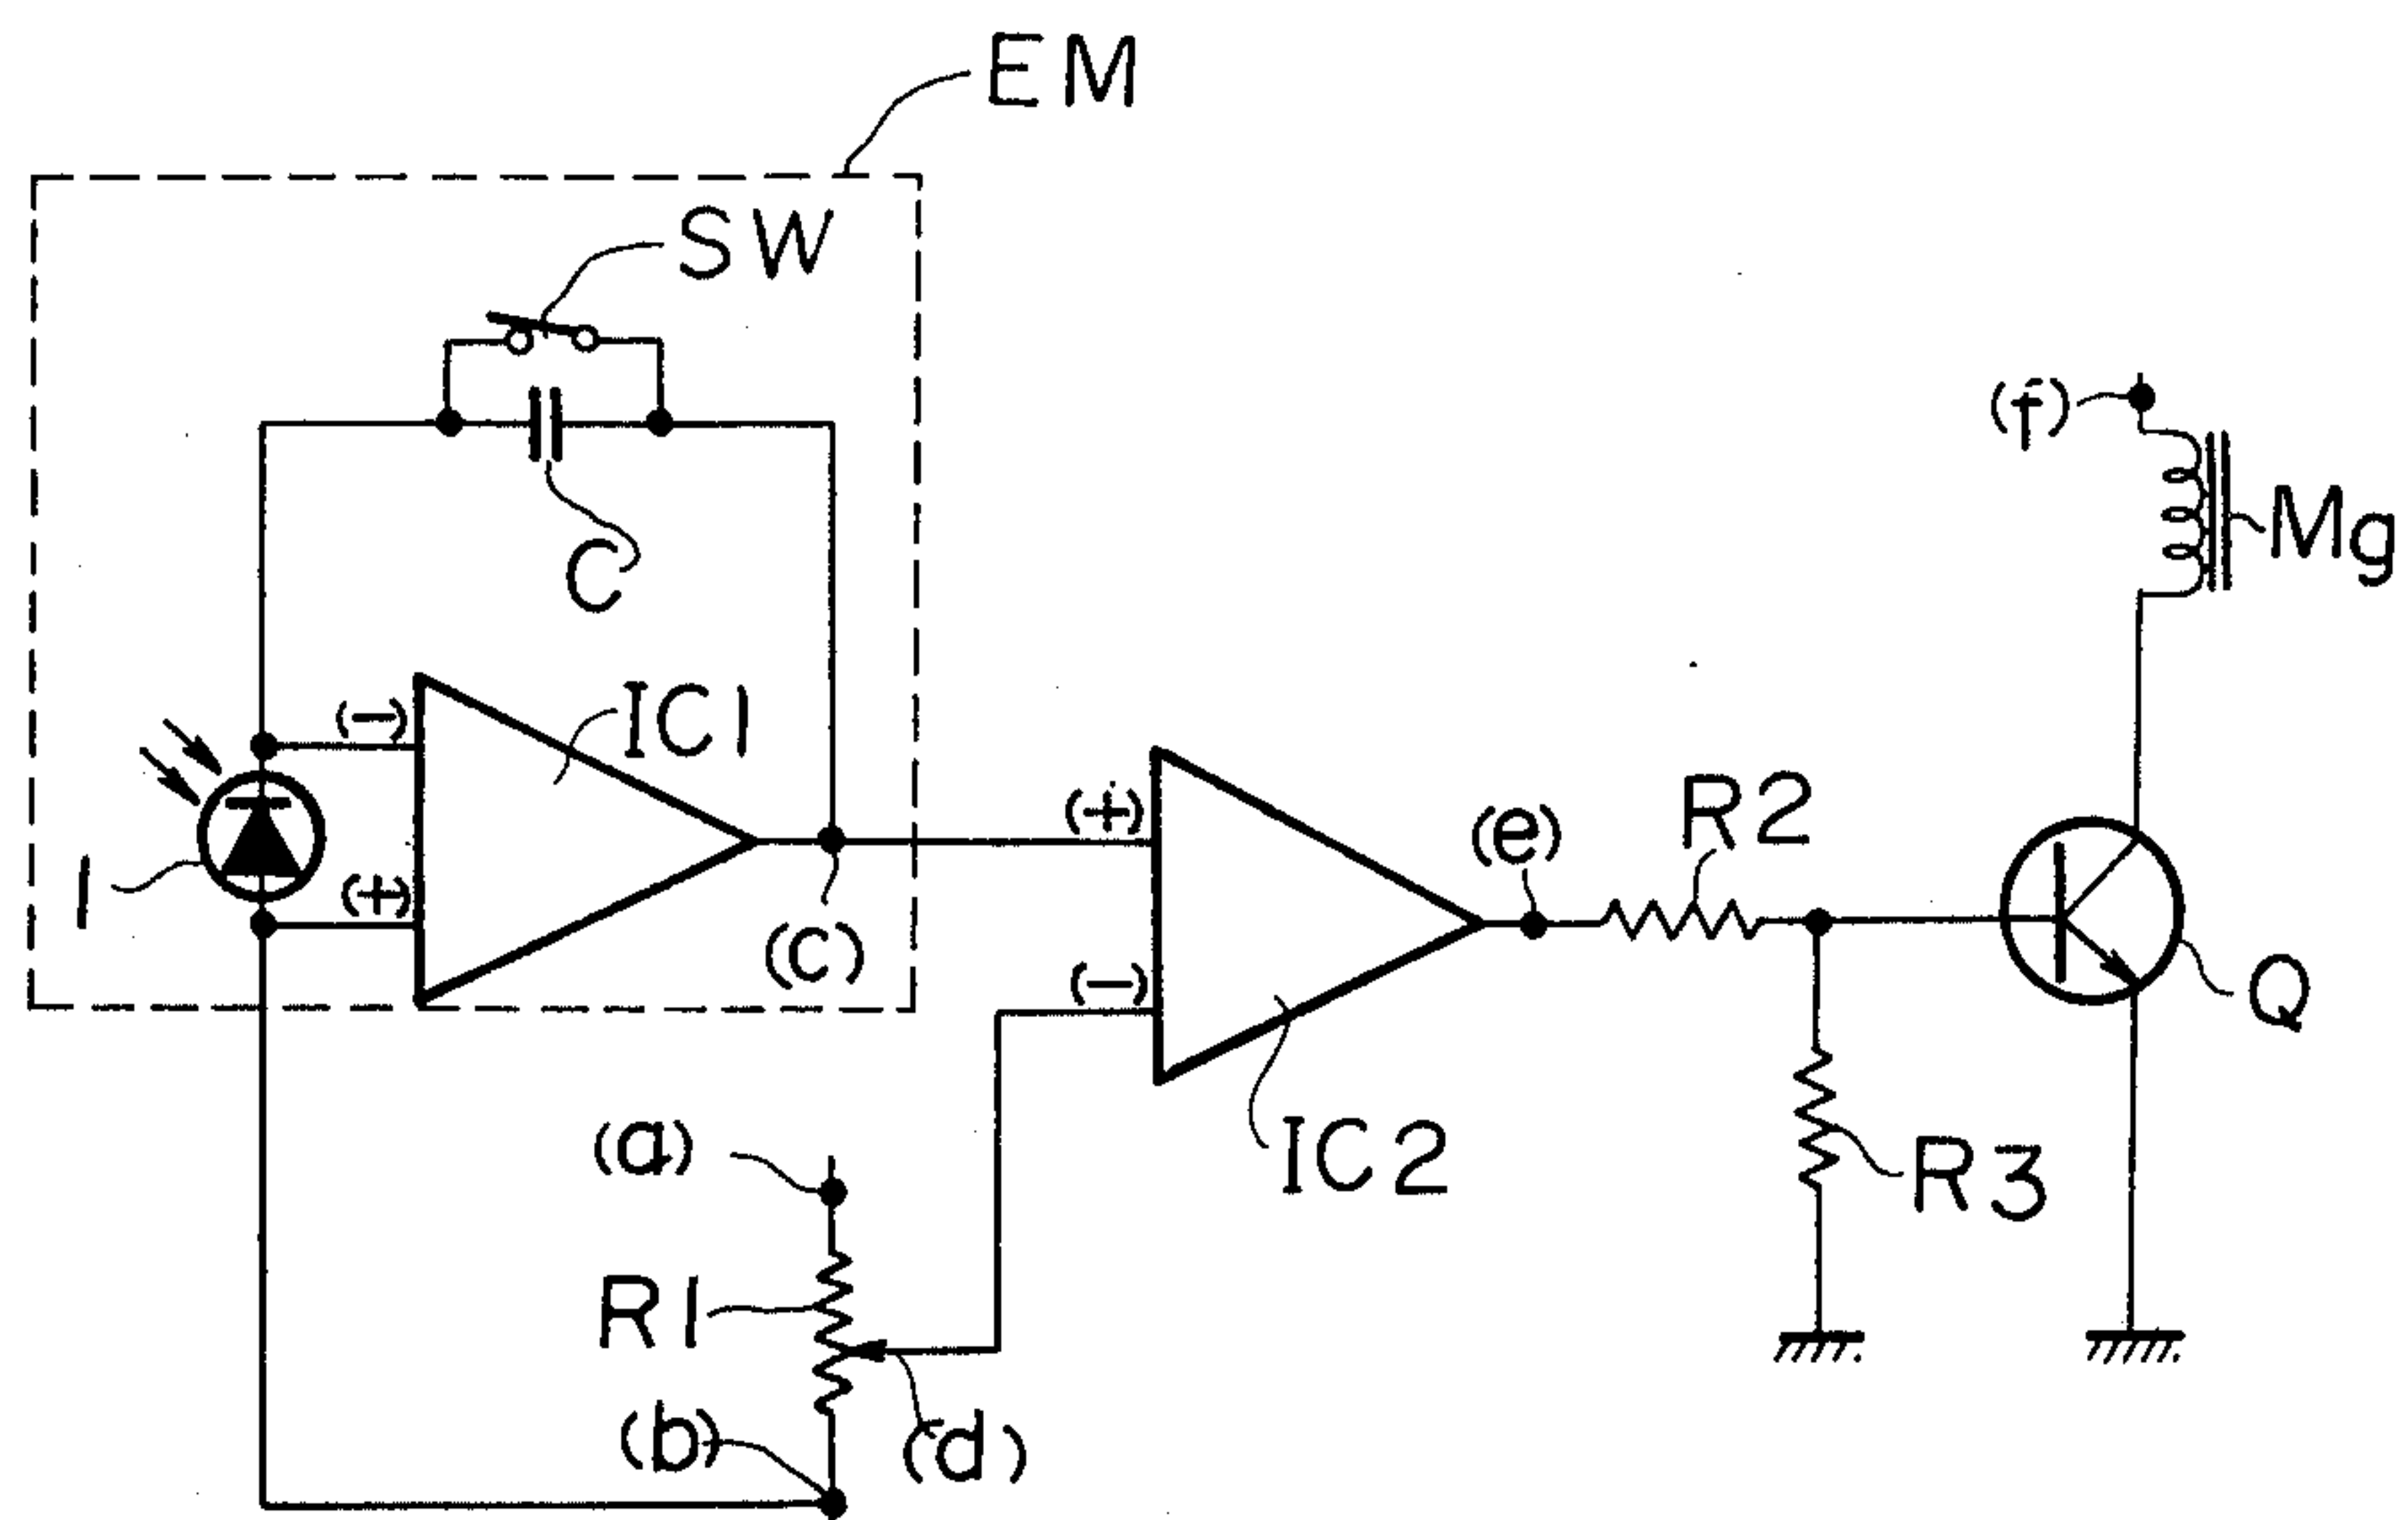 EM
SW
C
(f)
Mg
(-)
IC1
(+)
1
(c)
(+)
(-)
(e)
R2
Q
IC2
R3
(a)
R1
(b)
(d)